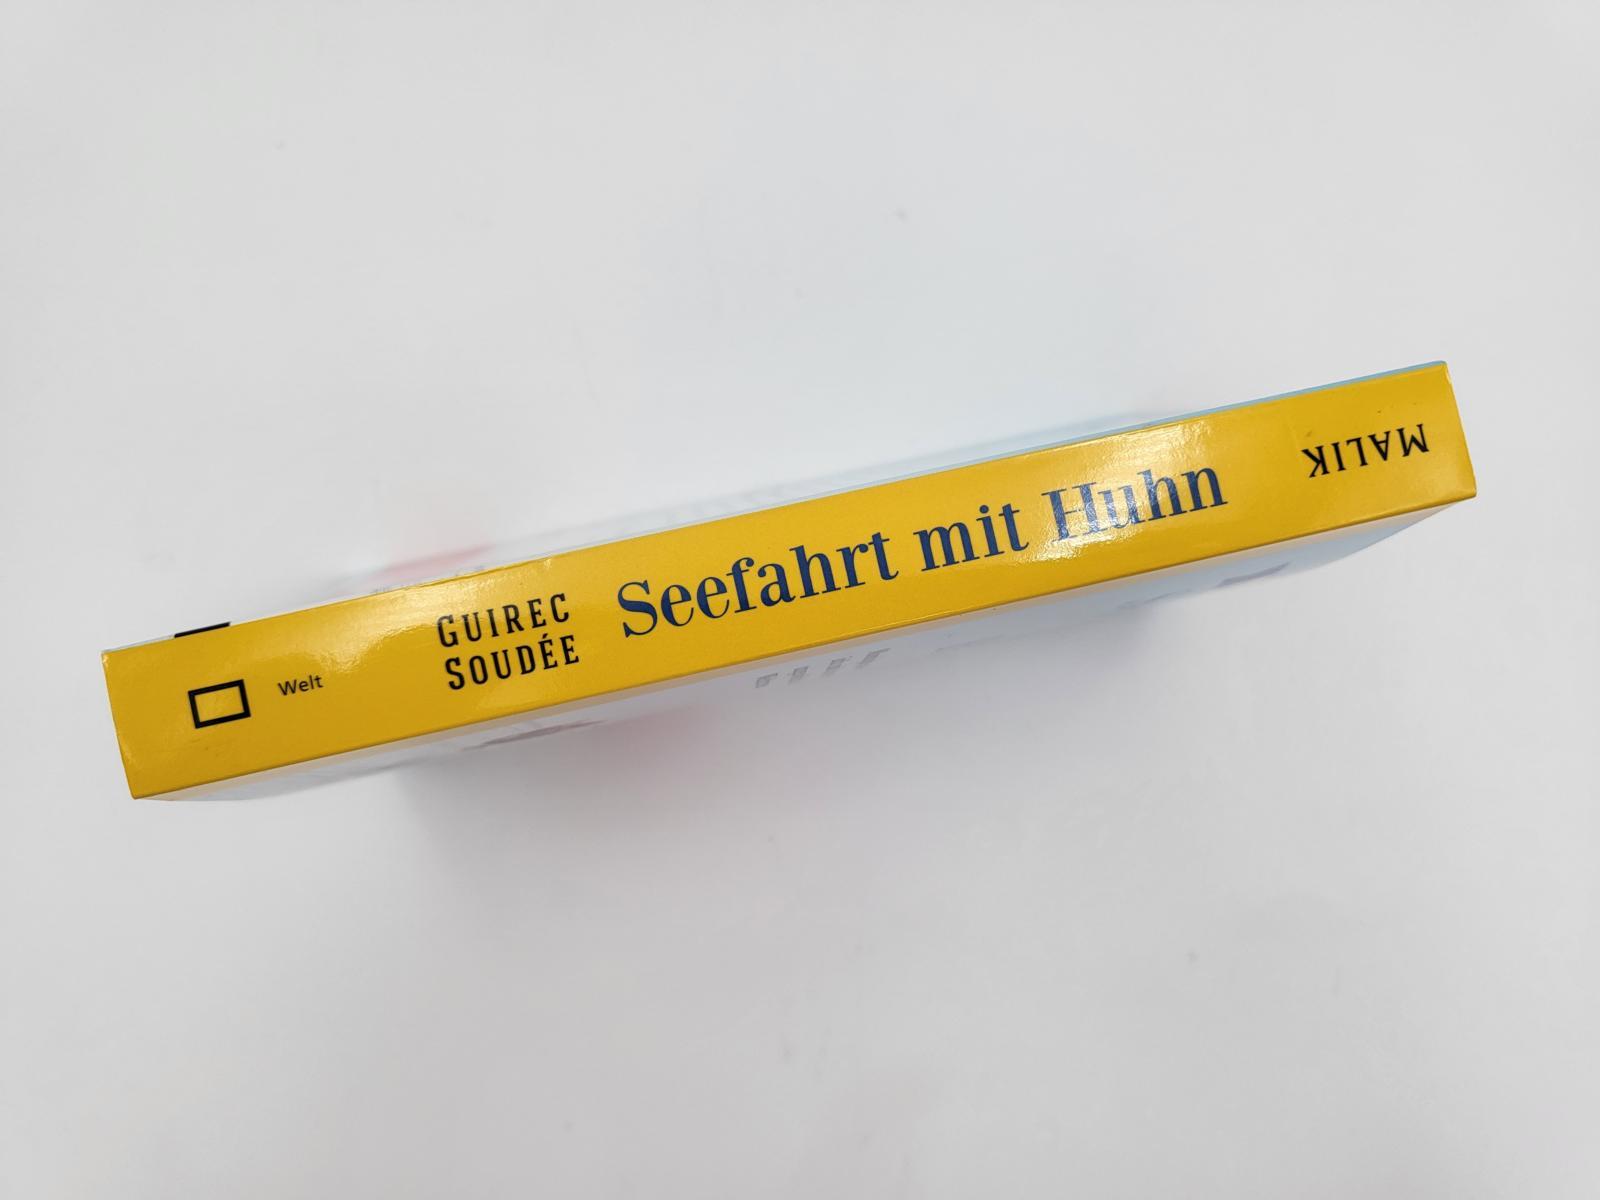 Welt
GUIREC
SOUDÉE
Seefahrt mit Huhn
MALIK